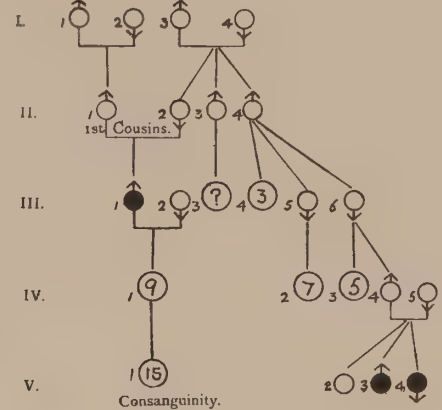 I. 1 2 3 4
II. 1 2 3 4
1st Cousins.
III. 1 2 3 ? 4 3 5 6
IV. 1 9 2 7 3 5 4 5
V. 1 15 2 3 4
Consanguinity.